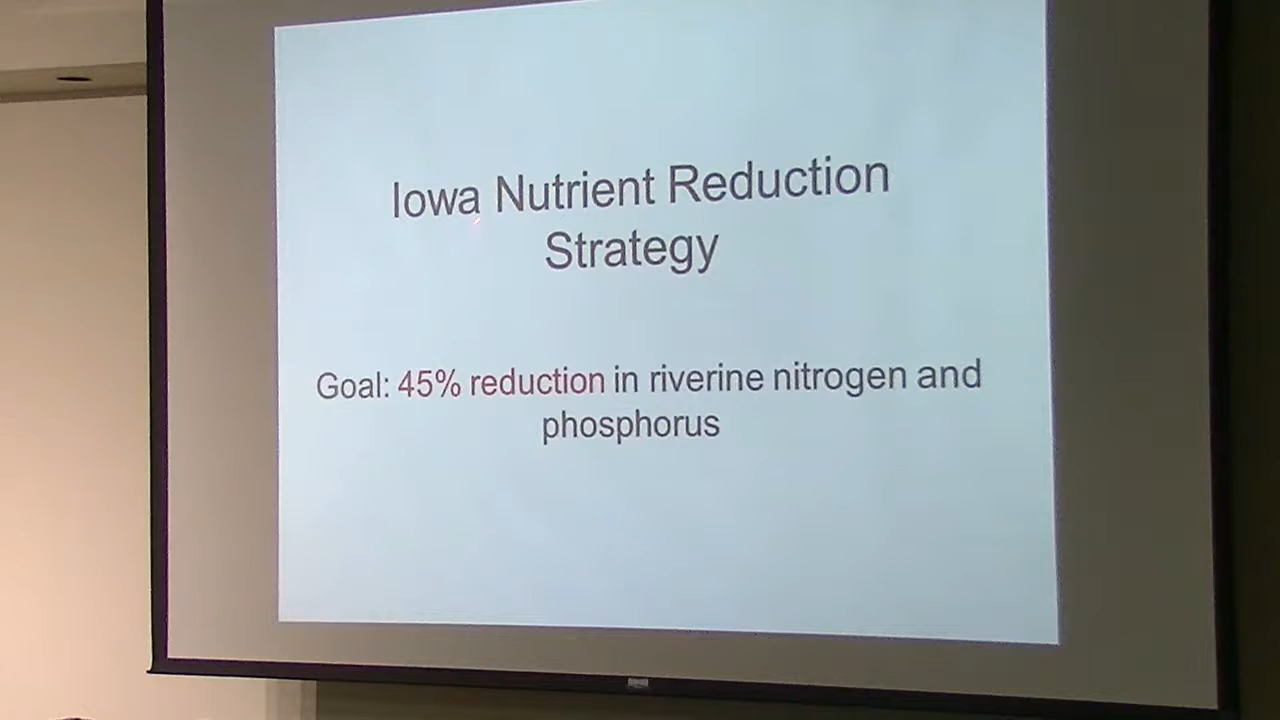 Iowa Nutrient Reduction
Strategy
Goal: 45% reduction in riverine nitrogen and
phosphorus